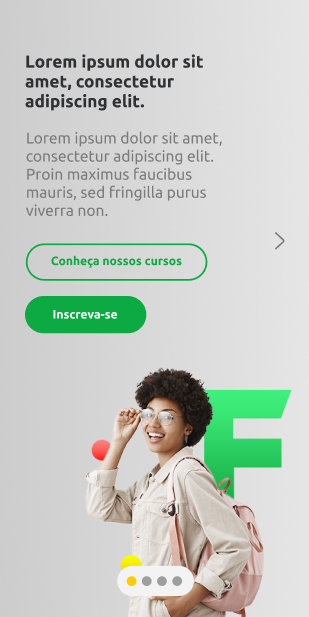 Lorem ipsum dolor sit
amet, consectetur
adipiscing elit.
Lorem ipsum dolor sit amet,
consectetur adipiscing elit.
Proin maximus faucibus
mauris, sed fringilla purus
viverra non.
Conheça nossos cursos
Inscreva-se
F